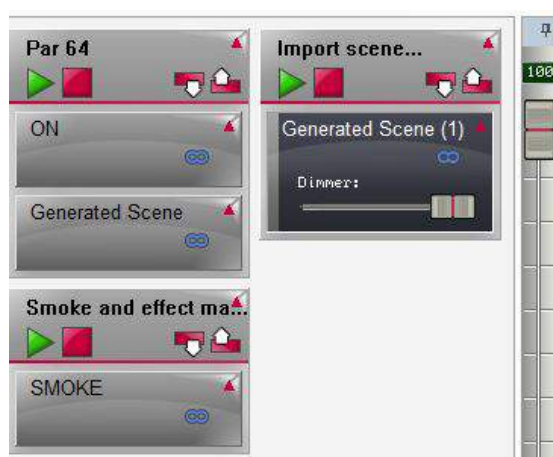 Par 64
ON
Generated Scene
Smoke and effect ma...
SMOKE
Import scene...
Generated Scene (1)
Dimmer:
100